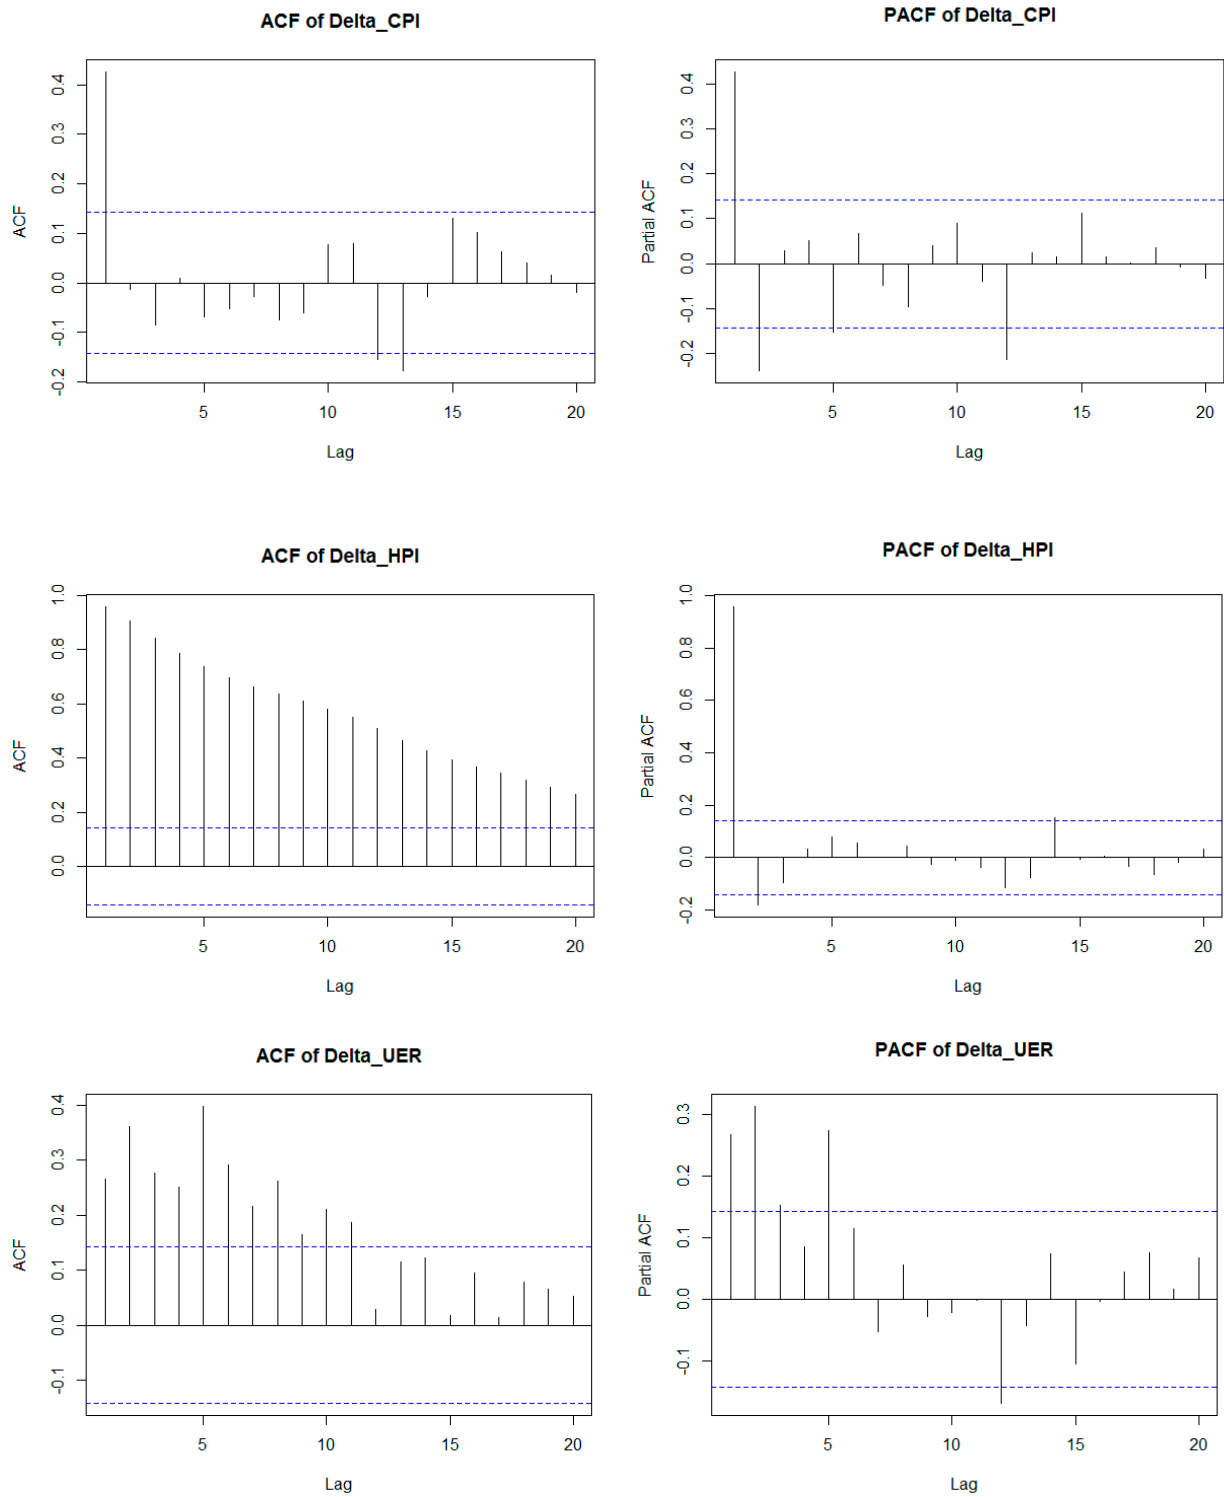 ACF of Delta_CPI
ACF
0.4
0.3
0.2
0.1
0.0
-0.1
-0.2
5 10 15 20
Lag
PACF of Delta_CPI
Partial ACF
0.4
0.3
0.2
0.1
0.0
-0.1
-0.2
5 10 15 20
Lag
ACF of Delta_HPI
ACF
1.0
0.8
0.6
0.4
0.2
0.0
5 10 15 20
Lag
PACF of Delta_HPI
Partial ACF
1.0
0.8
0.6
0.4
0.2
0.0
-0.2
5 10 15 20
Lag
ACF of Delta_UER
ACF
0.4
0.3
0.2
0.1
0.0
-0.1
5 10 15 20
Lag
PACF of Delta_UER
Partial ACF
0.3
0.2
0.1
0.0
-0.1
5 10 15 20
Lag